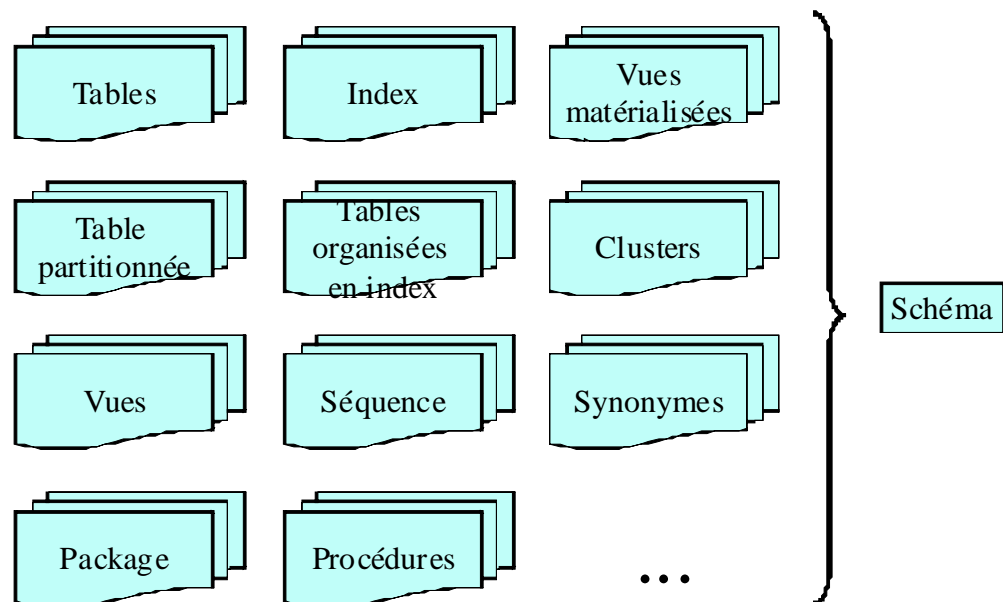 Tables
Index
Vues
matérialisées
Table
partitionnée
Tables
organisées
en index
Clusters
Schéma
Vues
Séquence
Synonymes
Package
Procédures
...